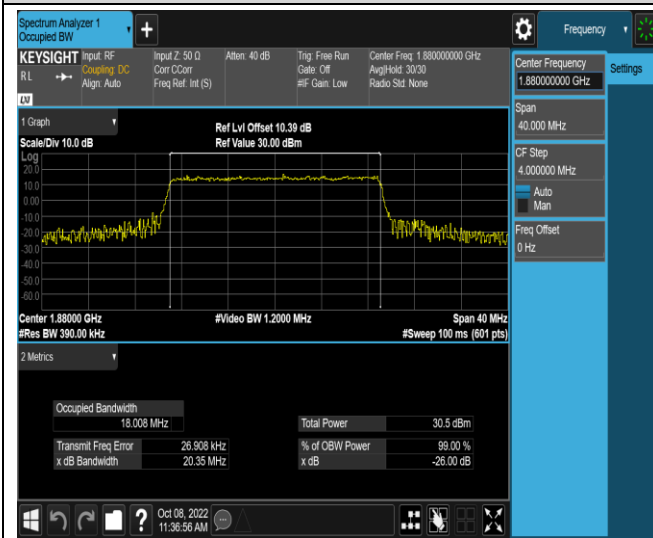 Spectrum Analyzer 1
Occupied BW
+
Frequency
KEYSIGHT
Input: RF
Input Z: 50 Ω
Atten: 40 dB
Trig: Free Run
Center Freq: 1.880000000 GHz
RL
Coupling: DC
Corr CCorr
Gate: Off
Avg|Hold: 30/30
Align: Auto
Freq Ref: Int (S)
#IF Gain: Low
Radio Std: None
LXI
Center Frequency
1.880000000 GHz
Settings
Span
40.000 MHz
CF Step
4.000000 MHz
Auto
Man
Freq Offset
0 Hz
1 Graph
Ref Lvl Offset 10.39 dB
Scale/Div 10.0 dB
Ref Value 30.00 dBm
Log
20.0
10.0
0.00
-10.0
-20.0
-30.0
-40.0
-50.0
-60.0
Center 1.88000 GHz
#Video BW 1.2000 MHz
Span 40 MHz
#Res BW 390.00 kHz
#Sweep 100 ms (601 pts)
2 Metrics
Occupied Bandwidth
18.008 MHz
Total Power
30.5 dBm
Transmit Freq Error
26.908 kHz
% of OBW Power
99.00 %
x dB Bandwidth
20.35 MHz
x dB
-26.00 dB
?
Oct 08, 2022
11:36:56 AM